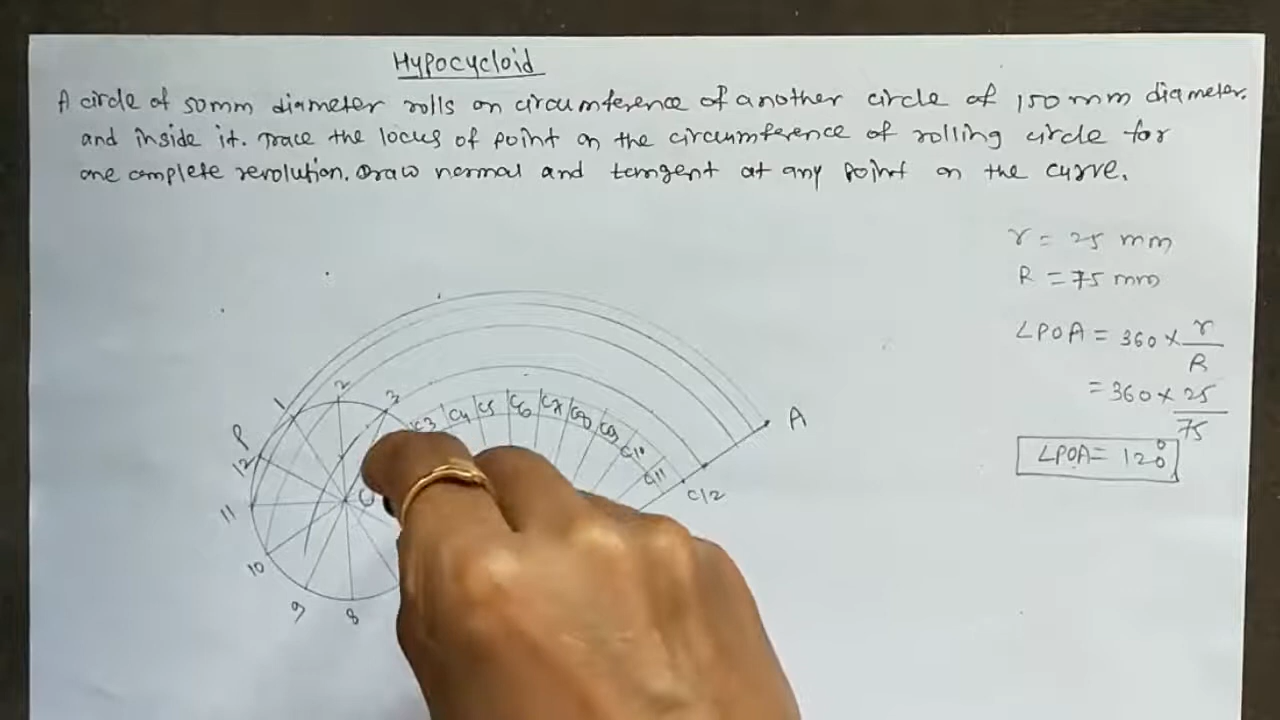 Hypocycloid
A circle of 50mm diameter rolls on circumference of another circle of 150mm diameter.
and inside it. Trace the locus of point on the circumference of rolling circle for
one complete revolution. Draw normal and tangent at any point on the curve.
r = 25 mm
R = 75 mm
∠POA = 360 × r/R
= 360 × 25/75
∠POA = 120°
P
12
1
2
3
11
10
9
8
C
C3
C4
C5
C6
C7
C8
C9
C10
C11
C12
A